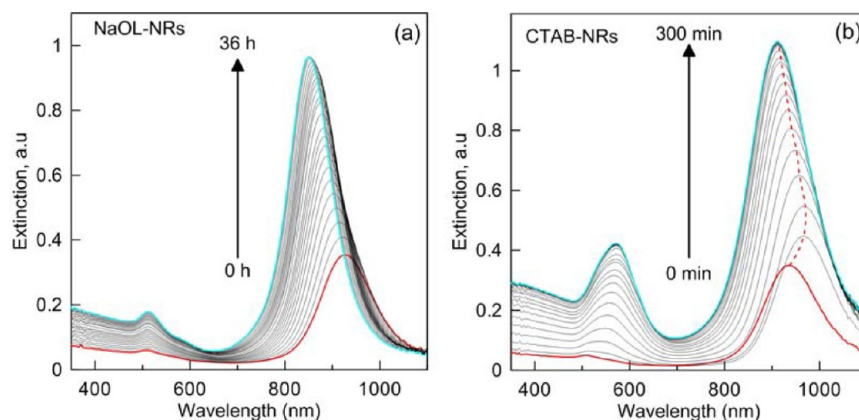 NaOL-NRs
(a)
36 h
0 h
Extinction, a.u
1
0.8
0.6
0.4
0.2
0
400 600 800 1000
Wavelength (nm)
CTAB-NRs
300 min
(b)
0 min
Extinction, a.u
1
0.8
0.6
0.4
0.2
0
400 600 800 1000
Wavelength (nm)